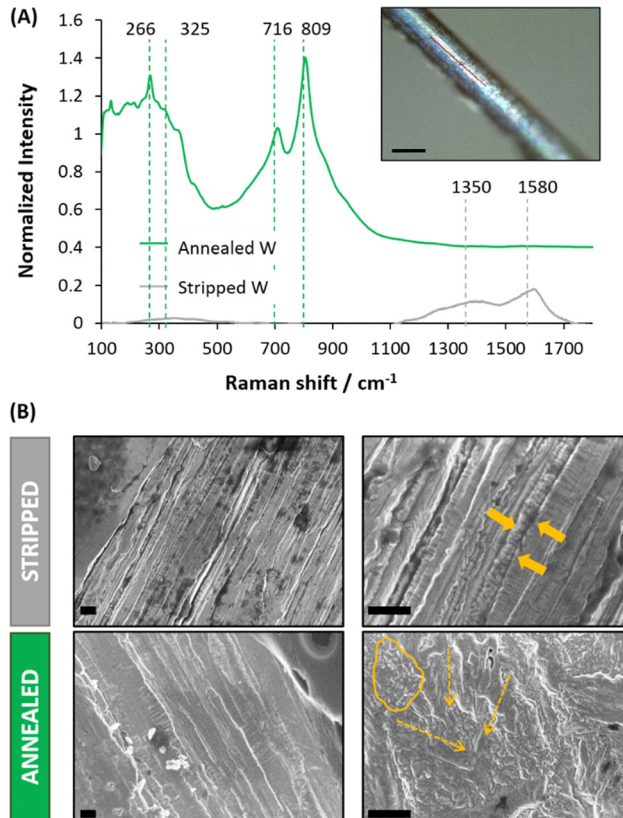 (A)
266 325 716 809
1.6
1.4
1.2
1
0.8
0.6
0.4
0.2
0
Normalized Intensity
1350 1580
Annealed W
Stripped W
100 300 500 700 900 1100 1300 1500 1700
Raman shift / cm⁻¹
(B)
STRIPPED
ANNEALED